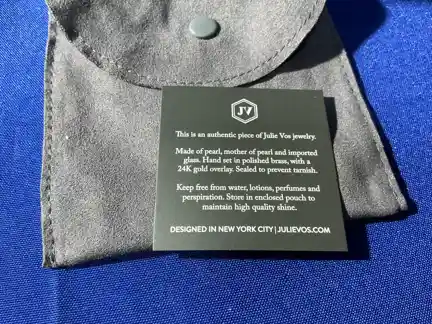 JV
This is an authentic piece of Julie Vos jewelry.
Made of pearl, mother of pearl and imported
glass. Hand set in polished brass, with a
24K gold overlay. Sealed to prevent tarnish.
Keep free from water, lotions, perfumes and
perspiration. Store in enclosed pouch to
maintain high quality shine.
DESIGNED IN NEW YORK CITY | JULIEVOS.COM